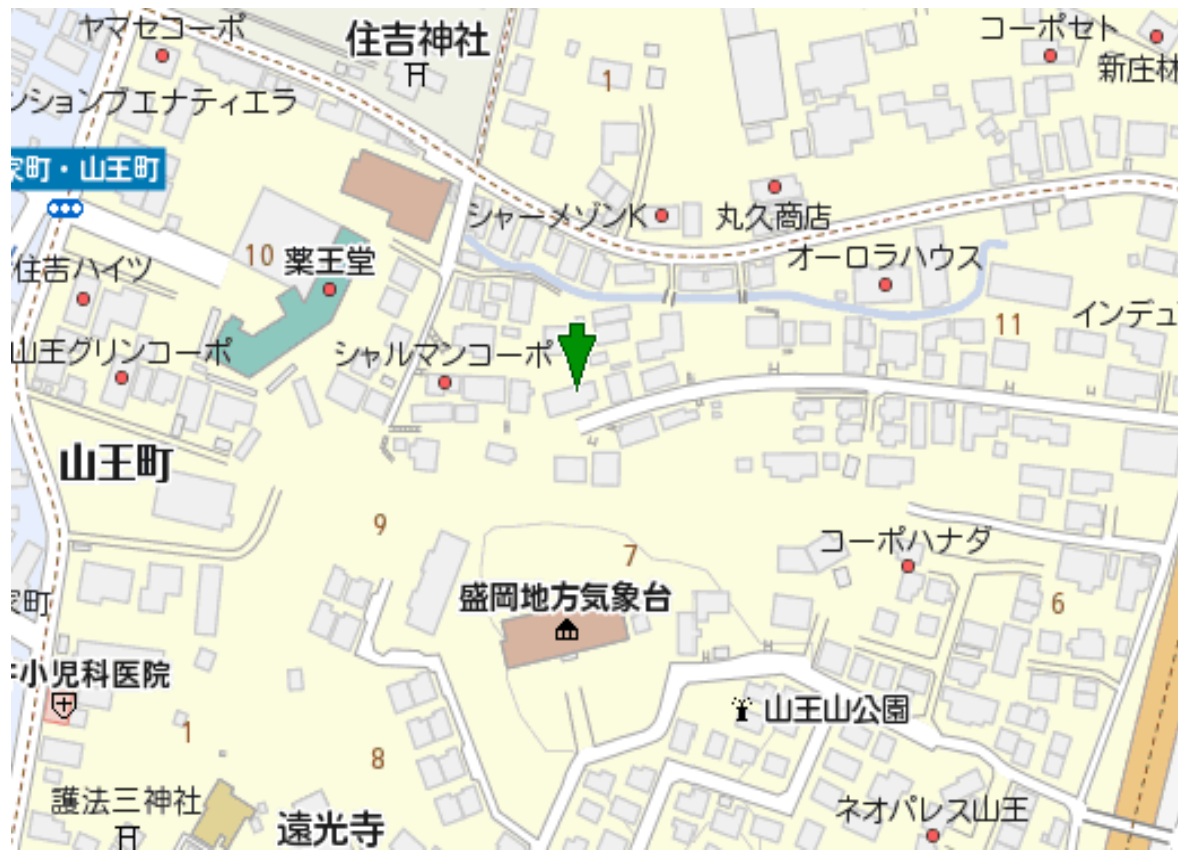 ヤマセコーポ
住吉神社
コーポセト
新庄林
ンションブエナティエラ
1
家町・山王町
シャーメゾンK
丸久商店
10
薬王堂
オーロラハウス
住吉ハイツ
11
インデュ
山王グリンコーポ
シャルマンコーポ
山王町
9
7
コーポハナダ
盛岡地方気象台
6
家町
小児科医院
山王山公園
1
8
護法三神社
遠光寺
ネオパレス山王